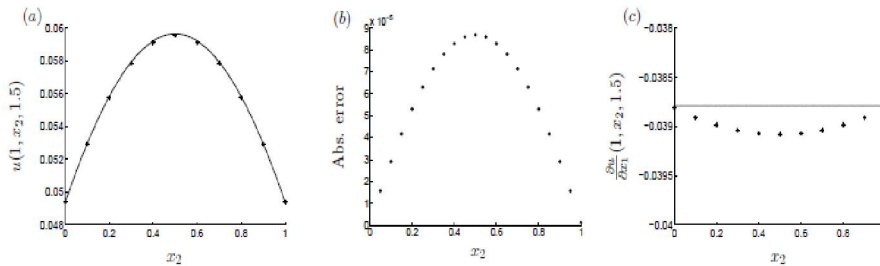 (a)
u(1, x₂, 1.5)
0.06
0.058
0.056
0.054
0.052
0.05
0.048
0 0.2 0.4 0.6 0.8 1
x₂
(b)
Abs. error
9 x 10⁻⁵
8
7
6
5
4
3
2
1
0
0 0.2 0.4 0.6 0.8 1
x₂
(c)
∂u/∂x₁(1, x₂, 1.5)
−0.038
−0.0385
−0.039
−0.0395
−0.04
0 0.2 0.4 0.6 0.8
x₂